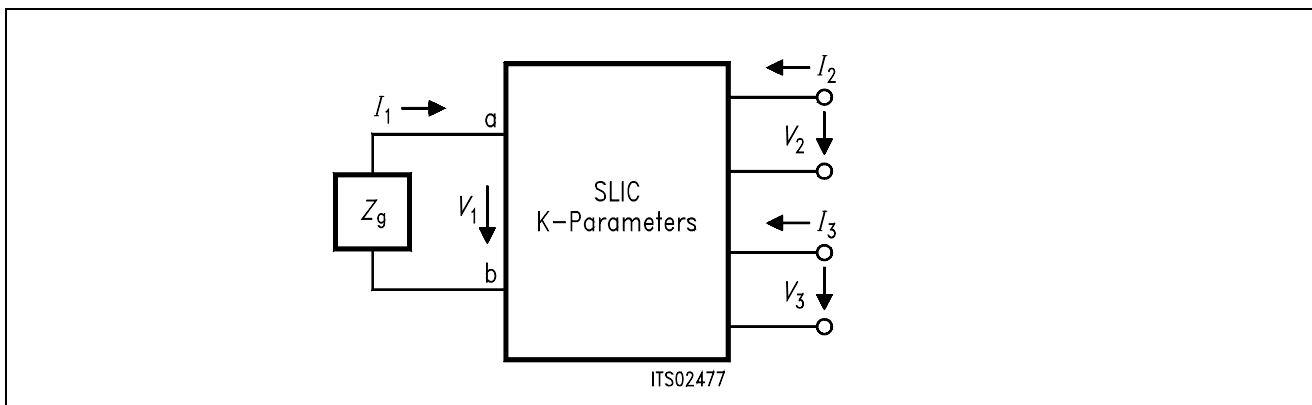 I1
a
Zg
V1
b
SLIC
K-Parameters
I2
V2
I3
V3
ITS02477